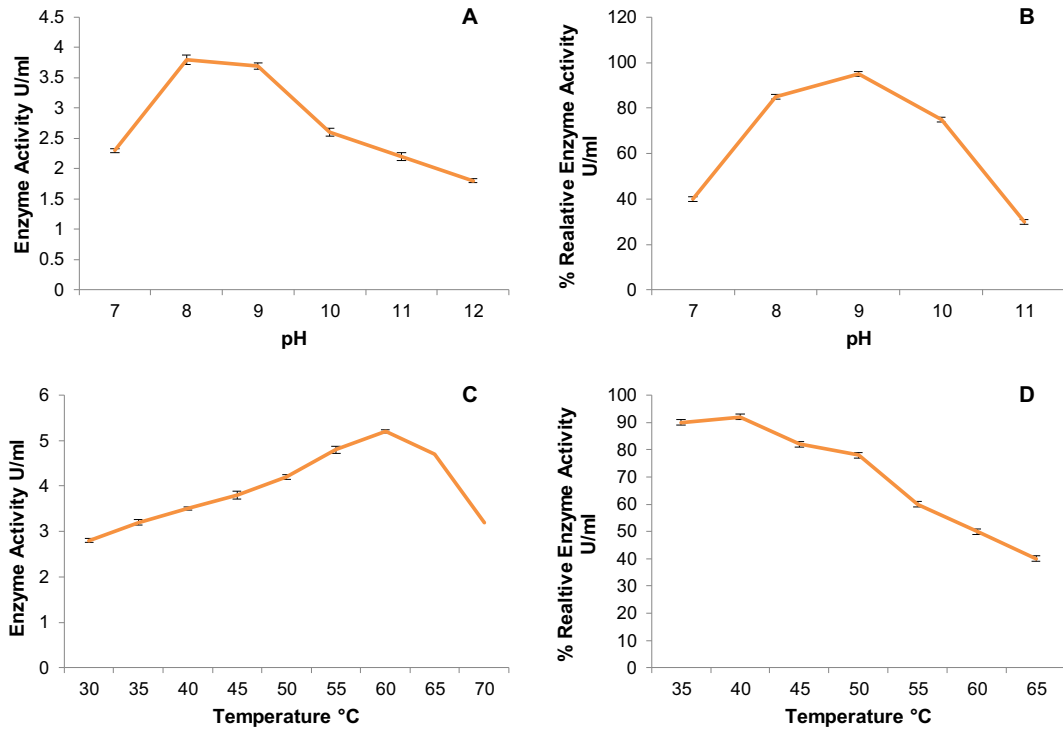 A
Enzyme Activity U/ml
4.5
4
3.5
3
2.5
2
1.5
1
0.5
0
7 8 9 10 11 12
pH
B
% Realative Enzyme Activity
U/ml
120
100
80
60
40
20
0
7 8 9 10 11
pH
C
Enzyme Activity U/ml
6
5
4
3
2
1
0
30 35 40 45 50 55 60 65 70
Temperature °C
D
% Realtive Enzyme Activity
U/ml
100
90
80
70
60
50
40
30
20
10
0
35 40 45 50 55 60 65
Temperature °C